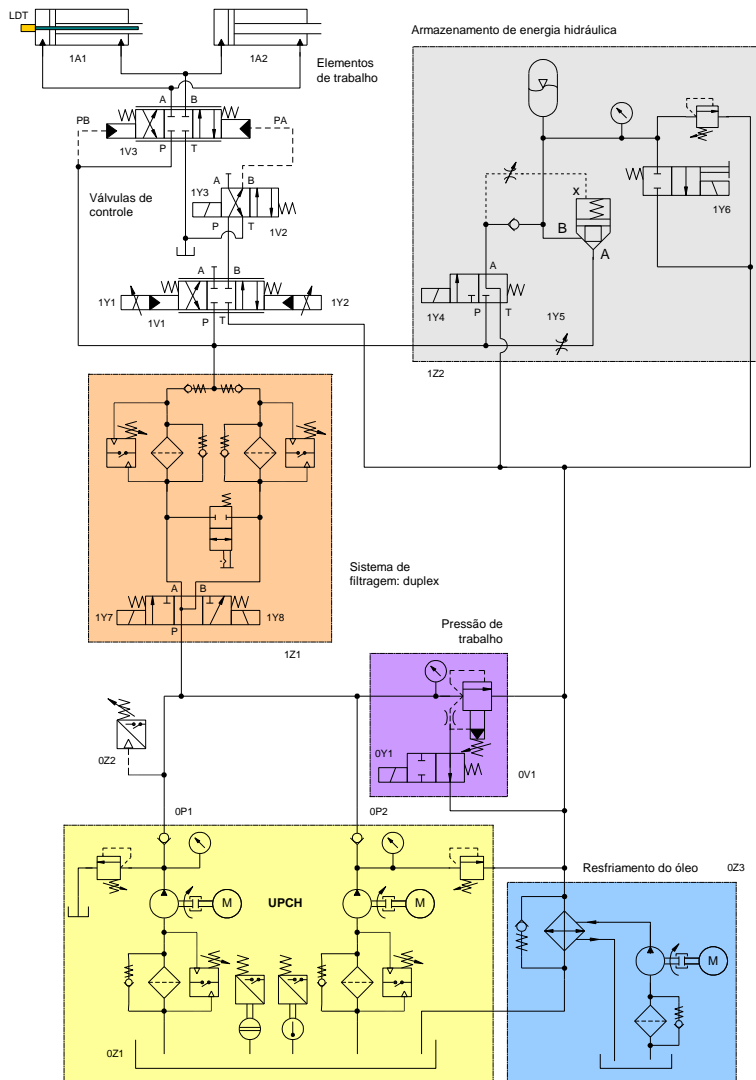 LDT
1A1
1A2
Elementos
de trabalho
Armazenamento de energia hidráulica
A B
PB
PA
1V3
P T
1Y3
A B
Válvulas de
controle
P T
1V2
1Y6
x
B
A
A
1Y4
P T
1Y5
A B
1Y1
1Y2
1V1
P T
1Z2
Sistema de
filtragem: duplex
A B
1Y7
1Y8
P
1Z1
Pressão de
trabalho
0Y1
0V1
0Z2
0P1
0P2
UPCH
M
M
Resfriamento do óleo
0Z3
M
0Z1